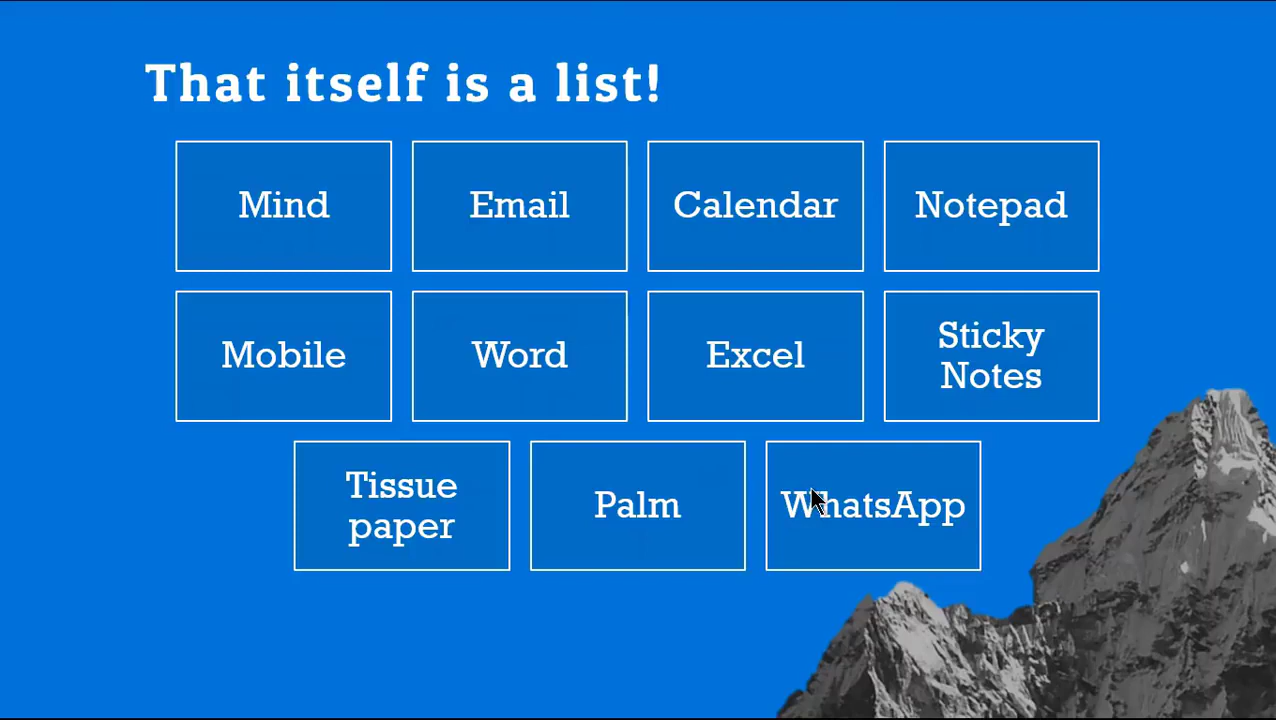 That itself is a list!
Mind
Email
Calendar
Notepad
Mobile
Word
Excel
Sticky
Notes
Tissue
paper
Palm
WhatsApp